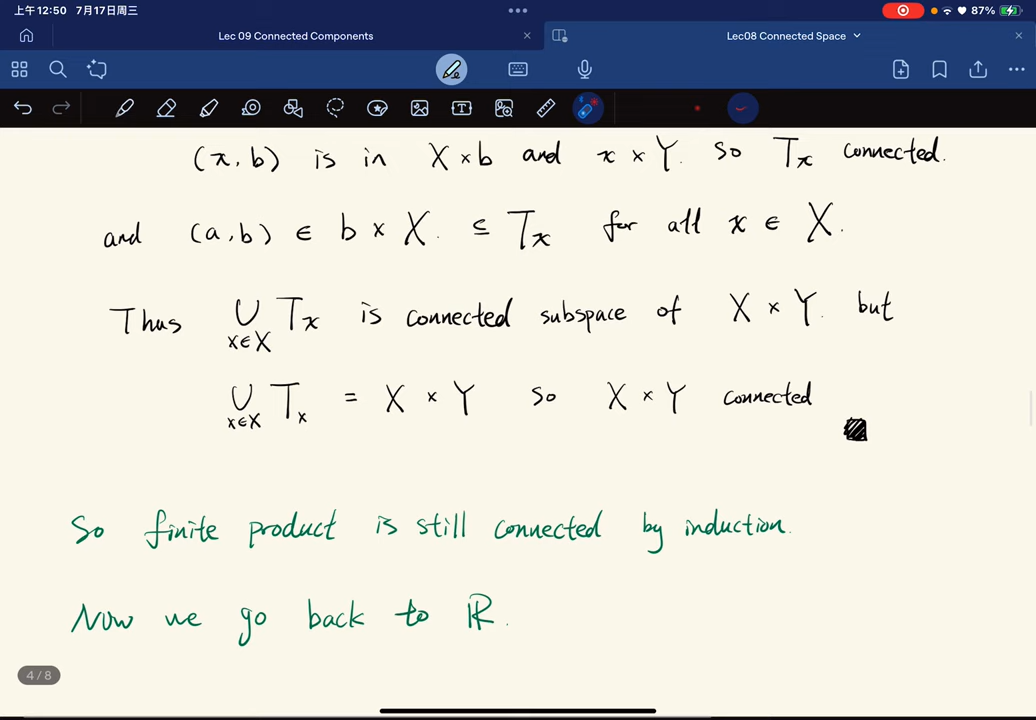 上午12:50 7月17日周三
87%
Lec 09 Connected Components
Lec08 Connected Space
(x, b) is in X × b and x × Y. so Tx connected.
and (a, b) ∈ b × X. ⊆ Tx for all x ∈ X.
Thus ∪x∈X Tx is connected subspace of X × Y. but
∪x∈X Tx = X × Y so X × Y connected
So finite product is still connected by induction.
Now we go back to ℝ.
4 / 8